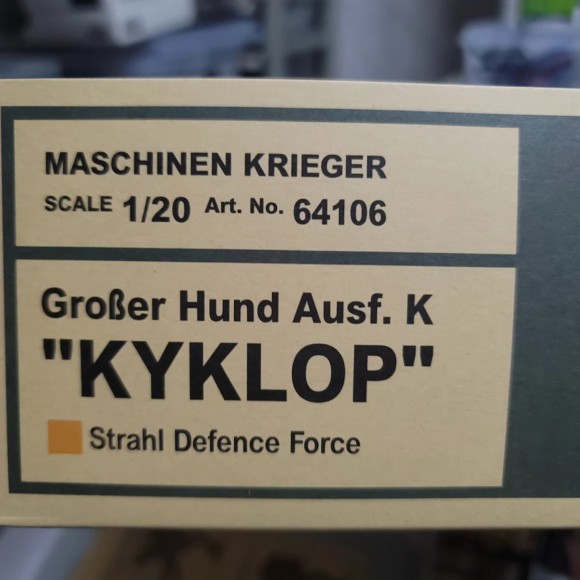 MASCHINEN KRIEGER
SCALE 1/20 Art. No. 64106
Großer Hund Ausf. K
"KYKLOP"
Strahl Defence Force